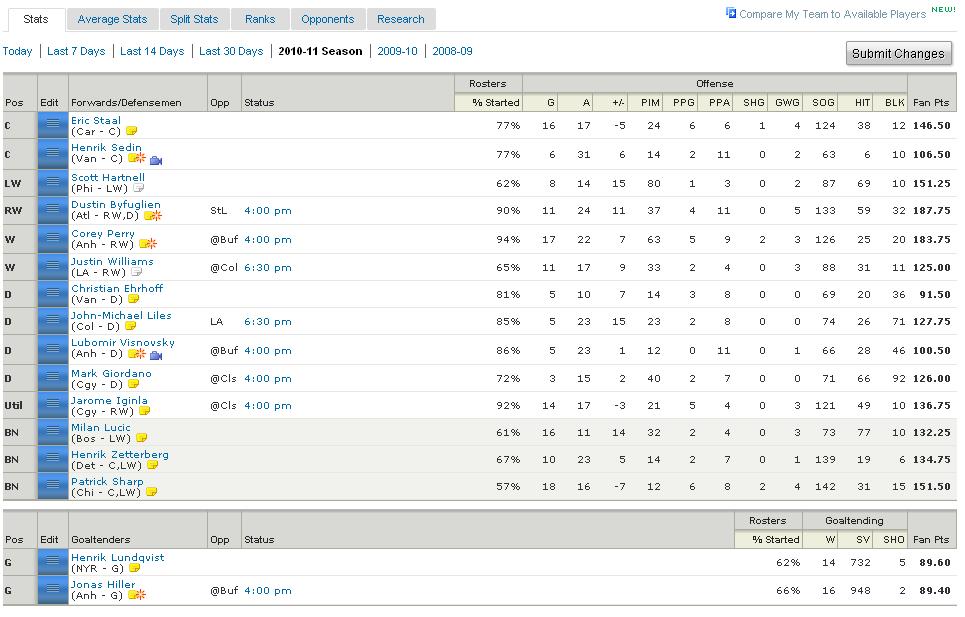 Stats Average Stats Split Stats Ranks Opponents Research Compare My Team to Available Players NEW!
Today Last 7 Days Last 14 Days Last 30 Days 2010-11 Season 2009-10 2008-09 Submit Changes
Rosters Offense
Pos Edit Forwards/Defensemen Opp Status % Started G A +/- PIM PPG PPA SHG GWG SOG HIT BLK Fan Pts
C Eric Staal (Car - C) 77% 16 17 -5 24 6 6 1 4 124 38 12 146.50
C Henrik Sedin (Van - C) 77% 6 31 6 14 2 11 0 2 63 6 10 106.50
LW Scott Hartnell (Phi - LW) 62% 8 14 15 80 1 3 0 2 87 69 10 151.25
RW Dustin Byfuglien (Atl - RW,D) StL 4:00 pm 90% 11 24 11 37 4 11 0 5 133 59 32 187.75
W Corey Perry (Anh - RW) @Buf 4:00 pm 94% 17 22 7 63 5 9 2 3 126 25 20 183.75
W Justin Williams (LA - RW) @Col 6:30 pm 65% 11 17 9 33 2 4 0 3 88 31 11 125.00
D Christian Ehrhoff (Van - D) 81% 5 10 7 14 3 8 0 0 69 20 36 91.50
D John-Michael Liles (Col - D) LA 6:30 pm 85% 5 23 15 23 2 8 0 0 74 26 71 127.75
D Lubomir Visnovsky (Anh - D) @Buf 4:00 pm 86% 5 23 1 12 0 11 0 1 66 28 46 100.50
D Mark Giordano (Cgy - D) @Cls 4:00 pm 72% 3 15 2 40 2 7 0 0 71 66 92 126.00
Util Jarome Iginla (Cgy - RW) @Cls 4:00 pm 92% 14 17 -3 21 5 4 0 3 121 49 10 136.75
BN Milan Lucic (Bos - LW) 61% 16 11 14 32 2 4 0 3 73 77 10 132.25
BN Henrik Zetterberg (Det - C,LW) 67% 10 23 5 14 2 7 0 1 139 19 6 134.75
BN Patrick Sharp (Chi - C,LW) 57% 18 16 -7 12 6 8 2 4 142 31 15 151.50
Rosters Goaltending
Pos Edit Goaltenders Opp Status % Started W SV SHO Fan Pts
G Henrik Lundqvist (NYR - G) 62% 14 732 5 89.60
G Jonas Hiller (Anh - G) @Buf 4:00 pm 66% 16 948 2 89.40